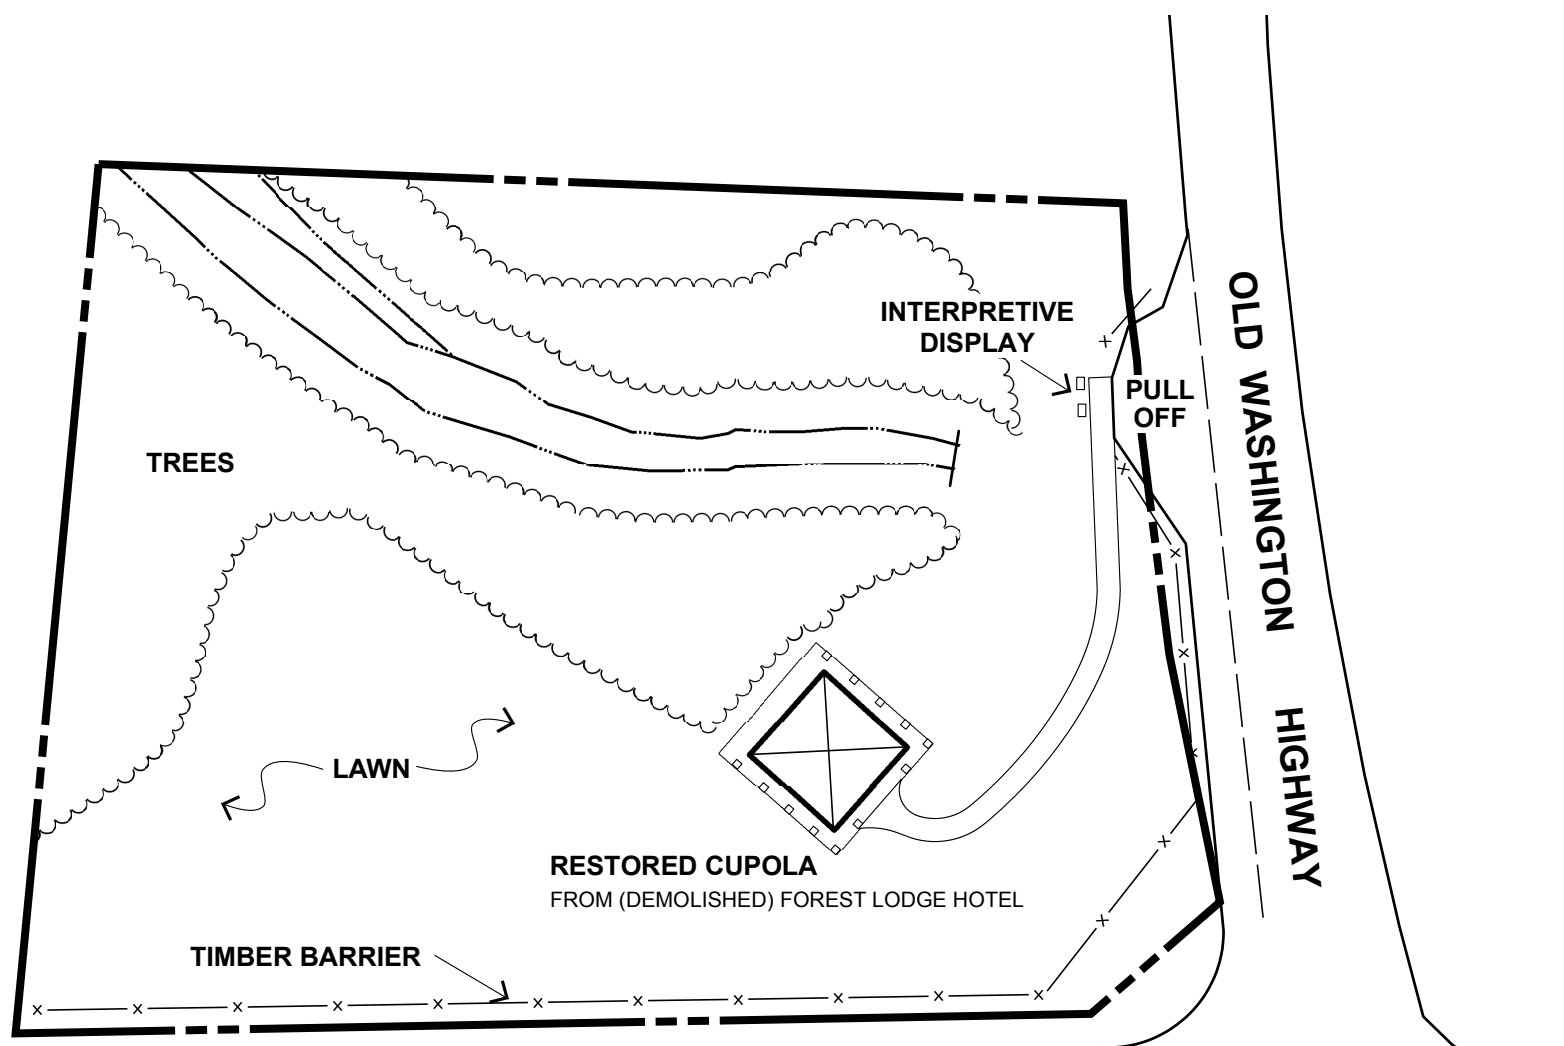 INTERPRETIVE
DISPLAY
PULL
OFF
OLD WASHINGTON HIGHWAY
TREES
LAWN
RESTORED CUPOLA
FROM (DEMOLISHED) FOREST LODGE HOTEL
TIMBER BARRIER